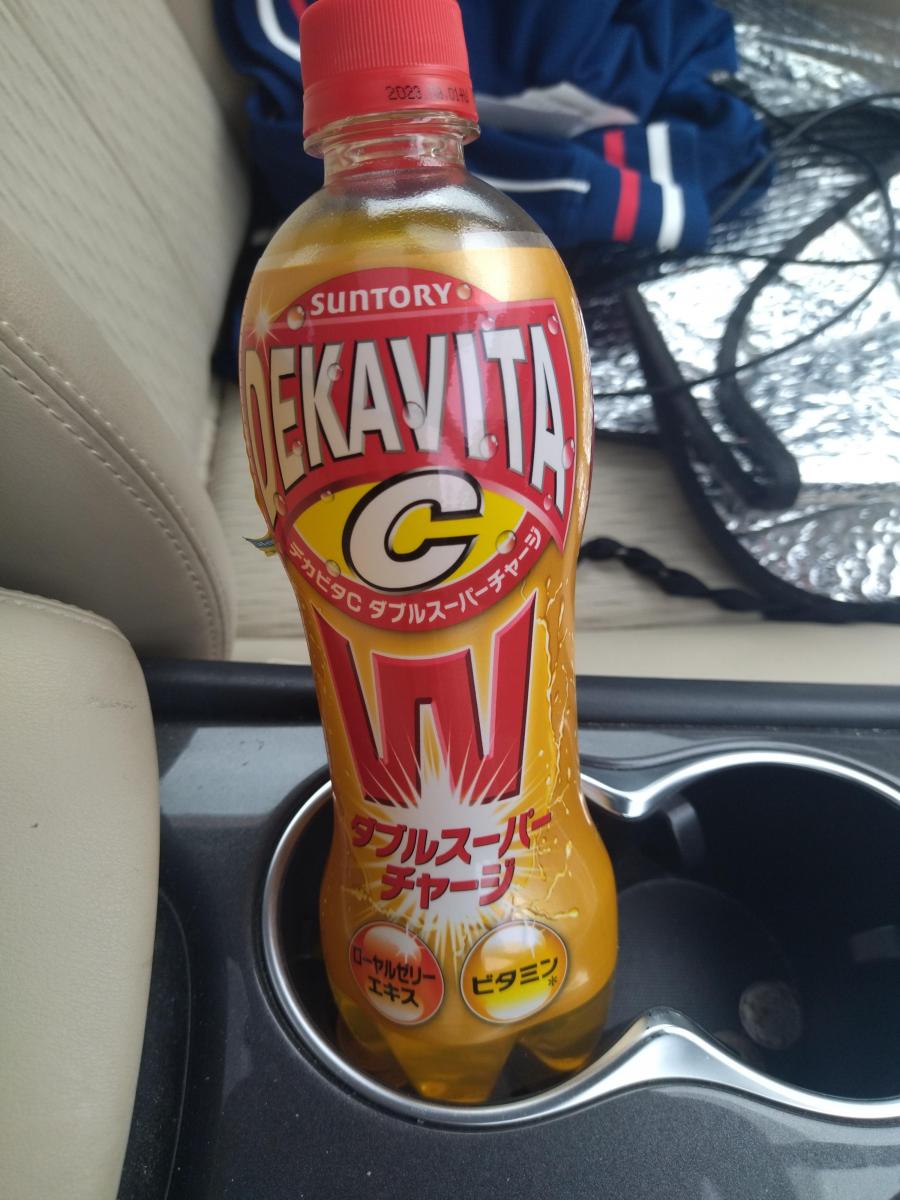 SUNTORY
DEKAVITA
C
デカビタC ダブルスーパーチャージ
W
ダブルスーパー
チャージ
ローヤルゼリー
エキス
ビタミン*